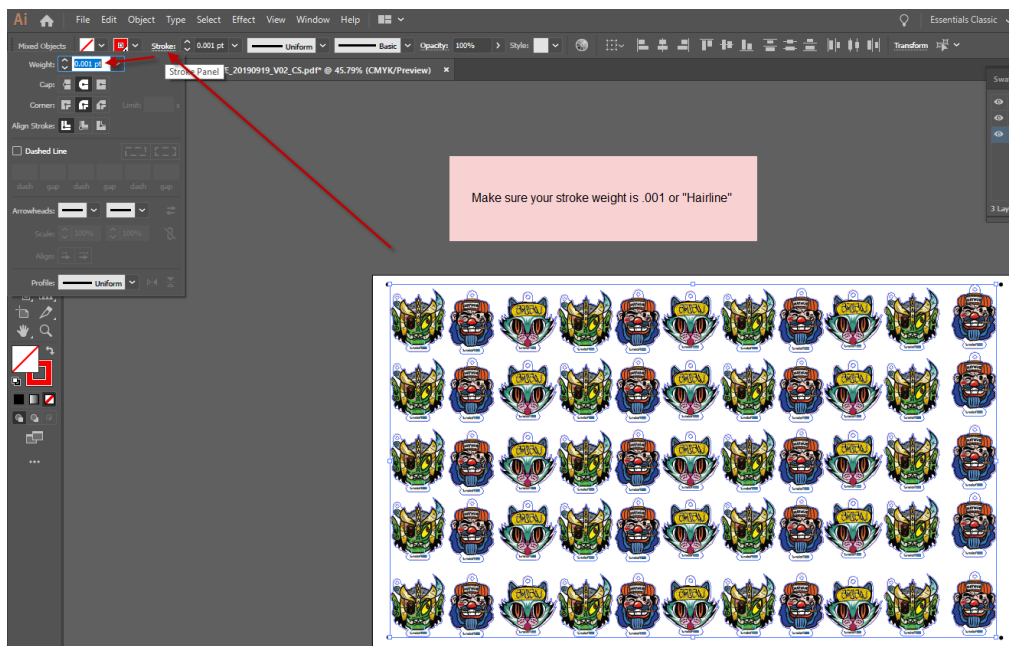 Ai File Edit Object Type Select Effect View Window Help Essentials Classic
Mixed Objects Stroke: 0.001 pt Uniform Basic Opacity: 100% Style: Transform
Weight: 0.001 pt Stroke Panel E_20190919_V02_CS.pdf* @ 45.79% (CMYK/Preview) ×
Swa
Cap:
Corner: Limit: x
Align Stroke:
Dashed Line
dash gap dash gap dash gap
Arrowheads:
Scale: 100% 100%
Align:
Profile: Uniform
Make sure your stroke weight is .001 or "Hairline"
3 Lay